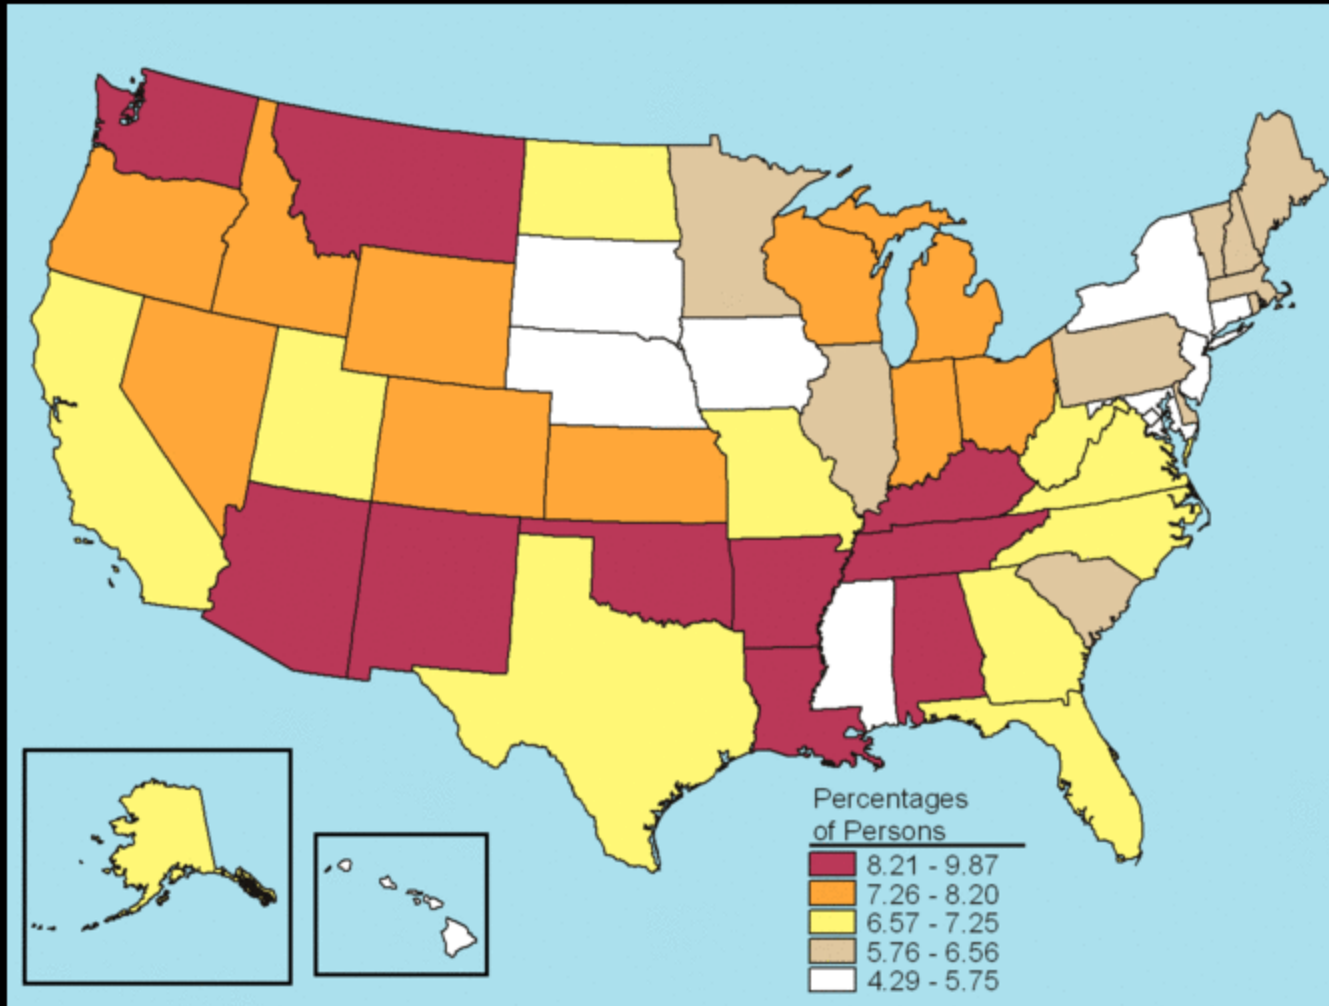 Percentages
of Persons
8.21 - 9.87
7.26 - 8.20
6.57 - 7.25
5.76 - 6.56
4.29 - 5.75